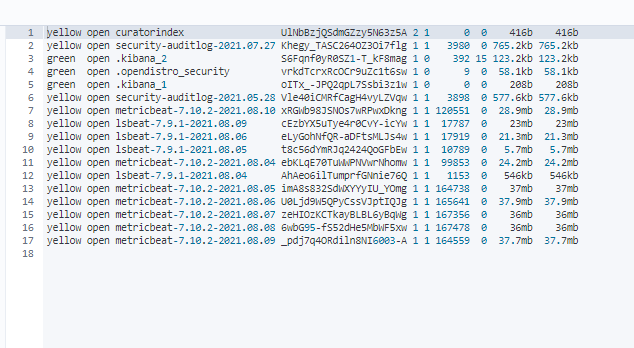 1 yellow open curatorindex UlNbBzjQSdmGZzy5N63z5A 2 1 0 0 416b 416b
2 yellow open security-auditlog-2021.07.27 Khegy_TASC264OZ3Oi7flg 1 1 3980 0 765.2kb 765.2kb
3 green open .kibana_2 S6Fqnf0yR0SZ1-T_kF8mag 1 0 392 15 123.2kb 123.2kb
4 green open .opendistro_security vrkdTcrxRcOCr9uZc1t6sw 1 0 9 0 58.1kb 58.1kb
5 green open .kibana_1 oITx_-JPQ2qpL7Ssbi3z1w 1 0 0 0 208b 208b
6 yellow open security-auditlog-2021.05.28 Vle40iCMRfCagH4vyLZVqw 1 1 3898 0 577.6kb 577.6kb
7 yellow open metricbeat-7.10.2-2021.08.10 xRGWb98JSNOs7wRPwxDkng 1 1 120551 0 28.9mb 28.9mb
8 yellow open lsbeat-7.9.1-2021.08.09 cEzbYX5uTye4r0CvY-icYw 1 1 17787 0 23mb 23mb
9 yellow open lsbeat-7.9.1-2021.08.06 eLyGohNfQR-aDFtsMLJs4w 1 1 17919 0 21.3mb 21.3mb
10 yellow open lsbeat-7.9.1-2021.08.05 t8c56dYmRJq2424QoGFbEw 1 1 10789 0 5.7mb 5.7mb
11 yellow open metricbeat-7.10.2-2021.08.04 ebKLqE70TuWwPNVwrNhomw 1 1 99853 0 24.2mb 24.2mb
12 yellow open lsbeat-7.9.1-2021.08.04 AhAeo6ilTumprfGNnie76Q 1 1 1153 0 546kb 546kb
13 yellow open metricbeat-7.10.2-2021.08.05 imA8s832SdWXYYyIU_YOmg 1 1 164738 0 37mb 37mb
14 yellow open metricbeat-7.10.2-2021.08.06 U0Ljd9W5QPyCssVJptIQJg 1 1 165641 0 37.9mb 37.9mb
15 yellow open metricbeat-7.10.2-2021.08.07 zeHIOzKCTkayBLBL6yBqWg 1 1 167356 0 36mb 36mb
16 yellow open metricbeat-7.10.2-2021.08.08 6wbG95-fS52dHe5MbWF5xw 1 1 167478 0 36mb 36mb
17 yellow open metricbeat-7.10.2-2021.08.09 _pdj7q4ORdiln8NI6003-A 1 1 164559 0 37.7mb 37.7mb
18